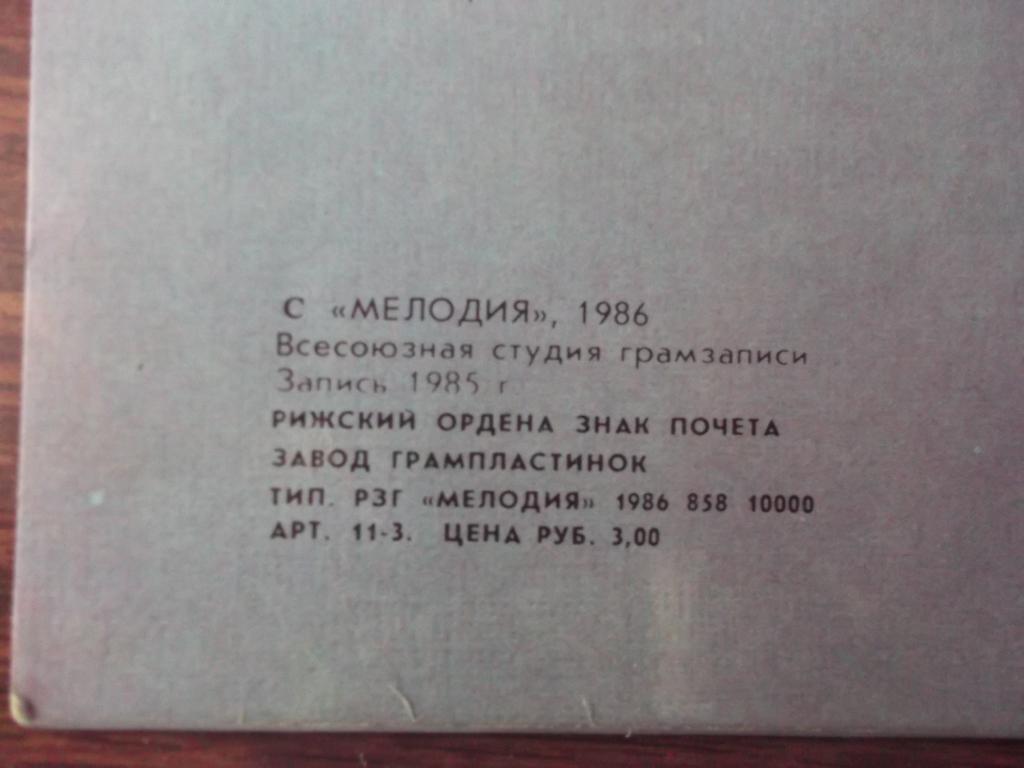 С «МЕЛОДИЯ», 1986
Всесоюзная студия грамзаписи
Запись 1985 г
РИЖСКИЙ ОРДЕНА ЗНАК ПОЧЕТА
ЗАВОД ГРАМПЛАСТИНОК
ТИП. РЗГ «МЕЛОДИЯ» 1986 858 10000
АРТ. 11-3. ЦЕНА РУБ. 3,00